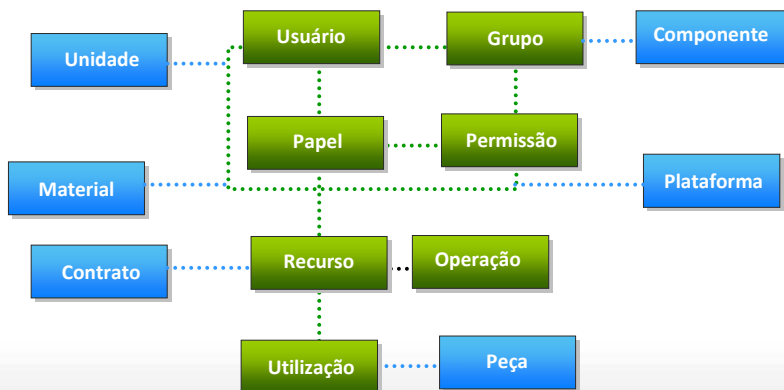 Usuário
Grupo
Componente
Unidade
Papel
Permissão
Material
Plataforma
Contrato
Recurso
Operação
Utilização
Peça